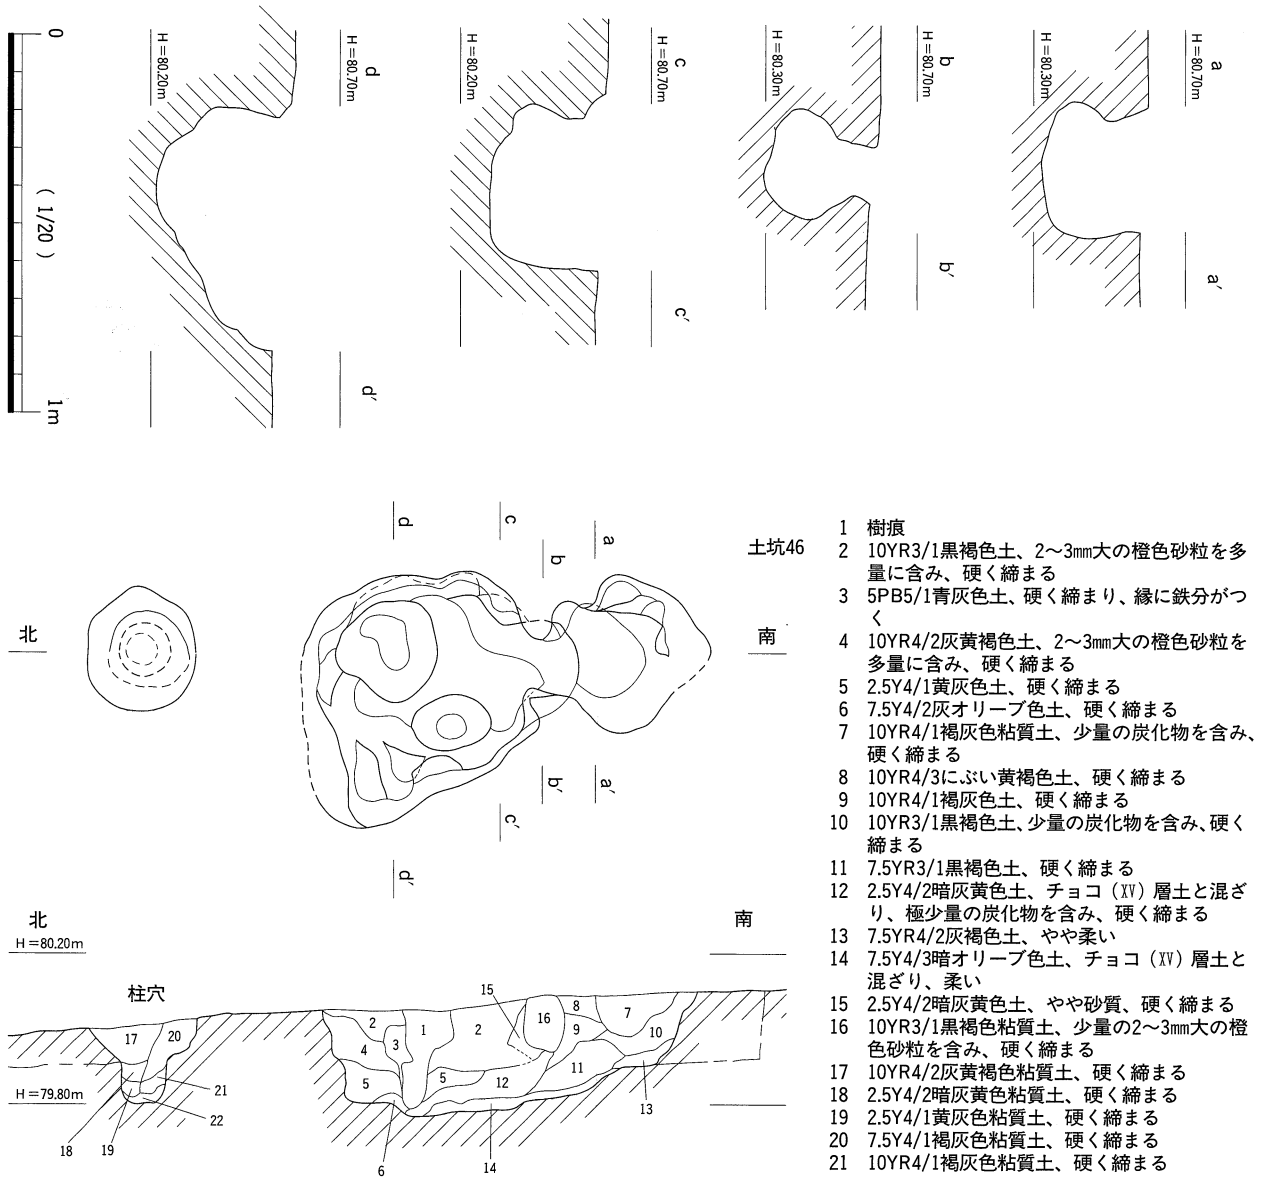 0
H=80.20m
d
H=80.70m
H=80.20m
c
H=80.70m
H=80.30m
b
H=80.70m
H=80.30m
a
H=80.70m
(1/20)
1m
d′
c′
b′
a′
d
c
b
a
北
南
b′
a′
c′
d′
土坑46
1 樹痕
2 10YR3/1黒褐色土、2〜3㎜大の橙色砂粒を多
量に含み、硬く締まる
3 5PB5/1青灰色土、硬く締まり、縁に鉄分がつ
く
4 10YR4/2灰黄褐色土、2〜3㎜大の橙色砂粒を
多量に含み、硬く締まる
5 2.5Y4/1黄灰色土、硬く締まる
6 7.5Y4/2灰オリーブ色土、硬く締まる
7 10YR4/1褐灰色粘質土、少量の炭化物を含み、
硬く締まる
8 10YR4/3にぶい黄褐色土、硬く締まる
9 10YR4/1褐灰色土、硬く締まる
10 10YR3/1黒褐色土、少量の炭化物を含み、硬く
締まる
11 7.5YR3/1黒褐色土、硬く締まる
12 2.5Y4/2暗灰黄色土、チョコ(XV)層土と混ざ
り、極少量の炭化物を含み、硬く締まる
13 7.5YR4/2灰褐色土、やや柔い
14 7.5Y4/3暗オリーブ色土、チョコ(XV)層土と
混ざり、柔い
15 2.5Y4/2暗灰黄色土、やや砂質、硬く締まる
16 10YR3/1黒褐色粘質土、少量の2〜3㎜大の橙
色砂粒を含み、硬く締まる
17 10YR4/2灰黄褐色粘質土、硬く締まる
18 2.5Y4/2暗灰黄色粘質土、硬く締まる
19 2.5Y4/1黄灰色粘質土、硬く締まる
20 7.5Y4/1褐灰色粘質土、硬く締まる
21 10YR4/1褐灰色粘質土、硬く締まる
北
南
H=80.20m
柱穴
H=79.80m
17
20
21
22
18
19
2
1
2
3
4
5
5
6
15
16
8
9
7
10
11
12
13
14